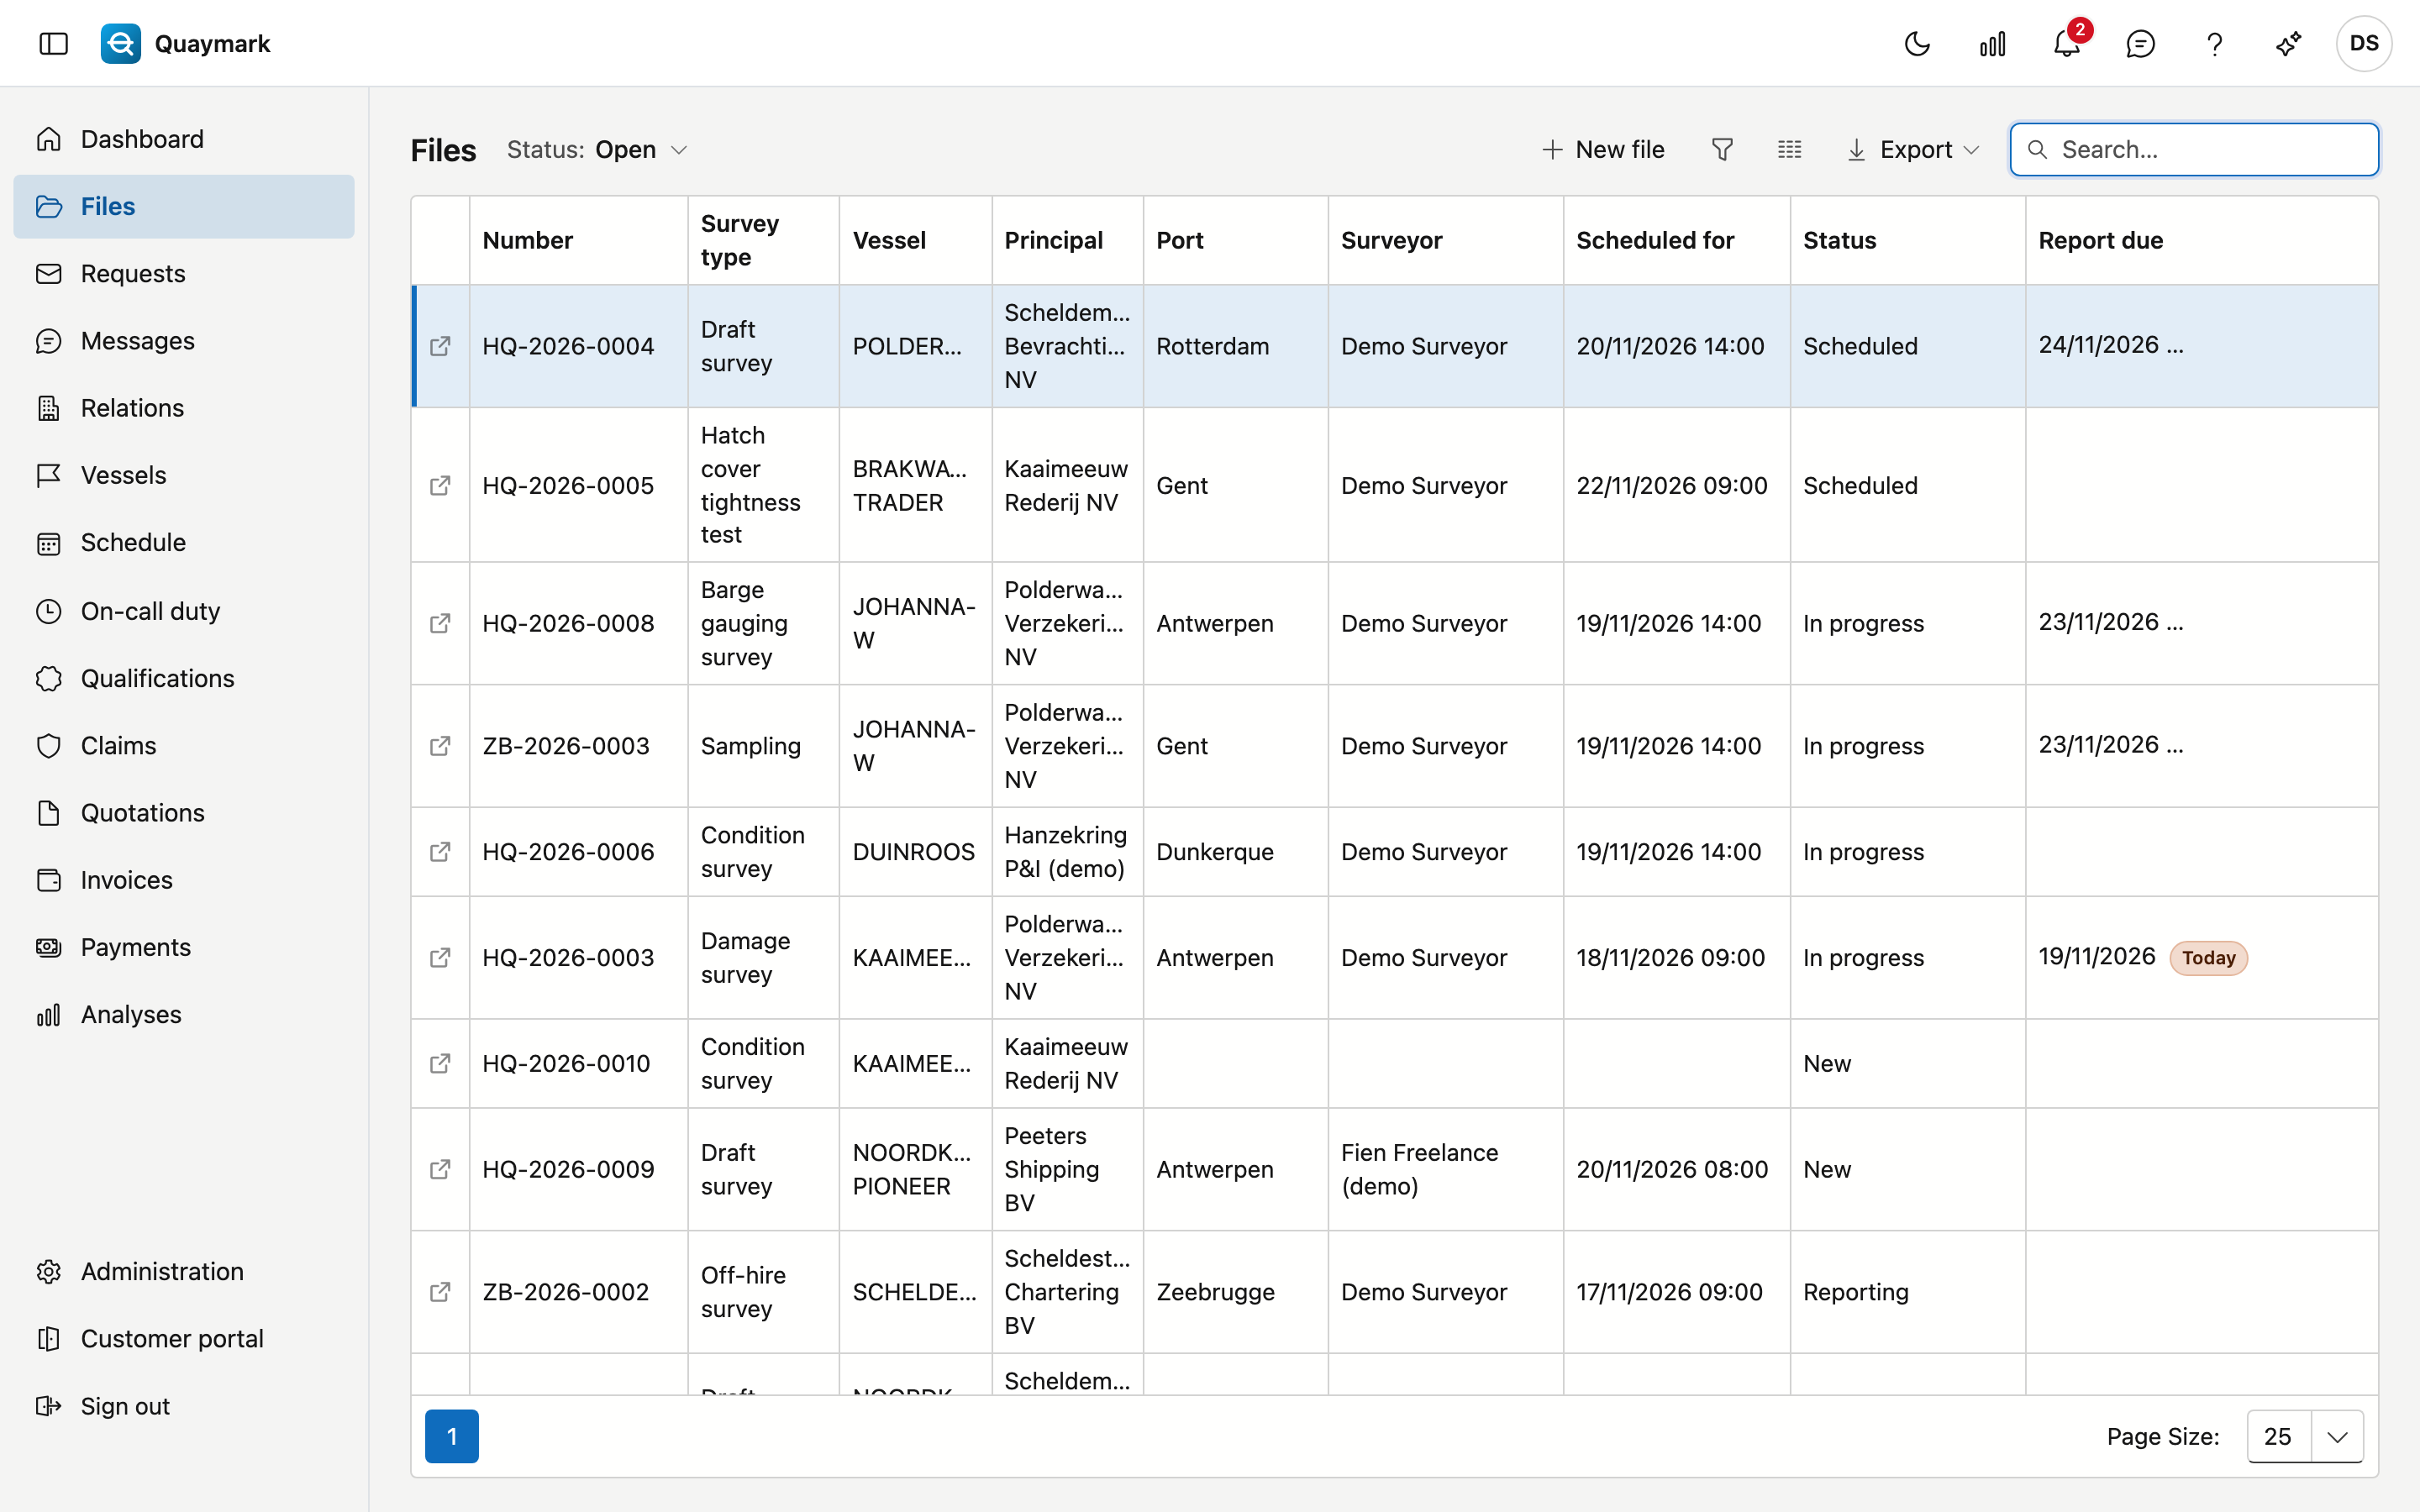 Quaymark
2
DS
Dashboard
Files
Requests
Messages
Relations
Vessels
Schedule
On-call duty
Qualifications
Claims
Quotations
Invoices
Payments
Analyses
Administration
Customer portal
Sign out
Files Status: Open
New file
Export
Search...
Number
Survey
type
Vessel
Principal
Port
Surveyor
Scheduled for
Status
Report due
HQ-2026-0004
Draft
survey
POLDER...
Scheldem...
Bevrachti...
NV
Rotterdam
Demo Surveyor
20/11/2026 14:00
Scheduled
24/11/2026 ...
HQ-2026-0005
Hatch
cover
tightness
test
BRAKWA...
TRADER
Kaaimeeuw
Rederij NV
Gent
Demo Surveyor
22/11/2026 09:00
Scheduled
HQ-2026-0008
Barge
gauging
survey
JOHANNA-
W
Polderwa...
Verzekeri...
NV
Antwerpen
Demo Surveyor
19/11/2026 14:00
In progress
23/11/2026 ...
ZB-2026-0003
Sampling
JOHANNA-
W
Polderwa...
Verzekeri...
NV
Gent
Demo Surveyor
19/11/2026 14:00
In progress
23/11/2026 ...
HQ-2026-0006
Condition
survey
DUINROOS
Hanzekring
P&I (demo)
Dunkerque
Demo Surveyor
19/11/2026 14:00
In progress
HQ-2026-0003
Damage
survey
KAAIMEE...
Polderwa...
Verzekeri...
NV
Antwerpen
Demo Surveyor
18/11/2026 09:00
In progress
19/11/2026 Today
HQ-2026-0010
Condition
survey
KAAIMEE...
Kaaimeeuw
Rederij NV
New
HQ-2026-0009
Draft
survey
NOORDK...
PIONEER
Peeters
Shipping
BV
Antwerpen
Fien Freelance
(demo)
20/11/2026 08:00
New
ZB-2026-0002
Off-hire
survey
SCHELDE...
Scheldest...
Chartering
BV
Zeebrugge
Demo Surveyor
17/11/2026 09:00
Reporting
Draft
NOORDK...
Scheldem...
1
Page Size: 25